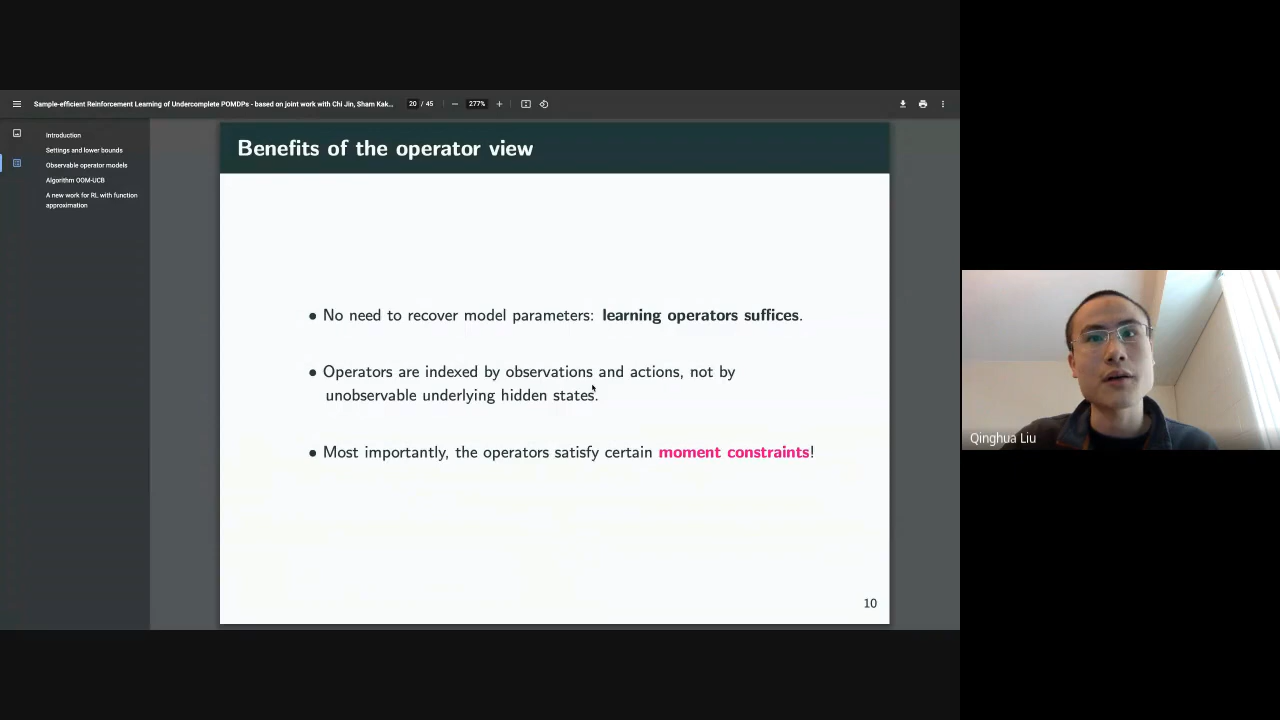 Sample-efficient Reinforcement Learning of Undercomplete POMDPs - based on joint work with Chi Jin, Sham Kak... 20 / 45 277%
Introduction
Settings and lower bounds
Observable operator models
Algorithm OOM-UCB
A new work for RL with function
approximation
Benefits of the operator view
• No need to recover model parameters: learning operators suffices.
• Operators are indexed by observations and actions, not by
unobservable underlying hidden states.
• Most importantly, the operators satisfy certain moment constraints!
10
Qinghua Liu